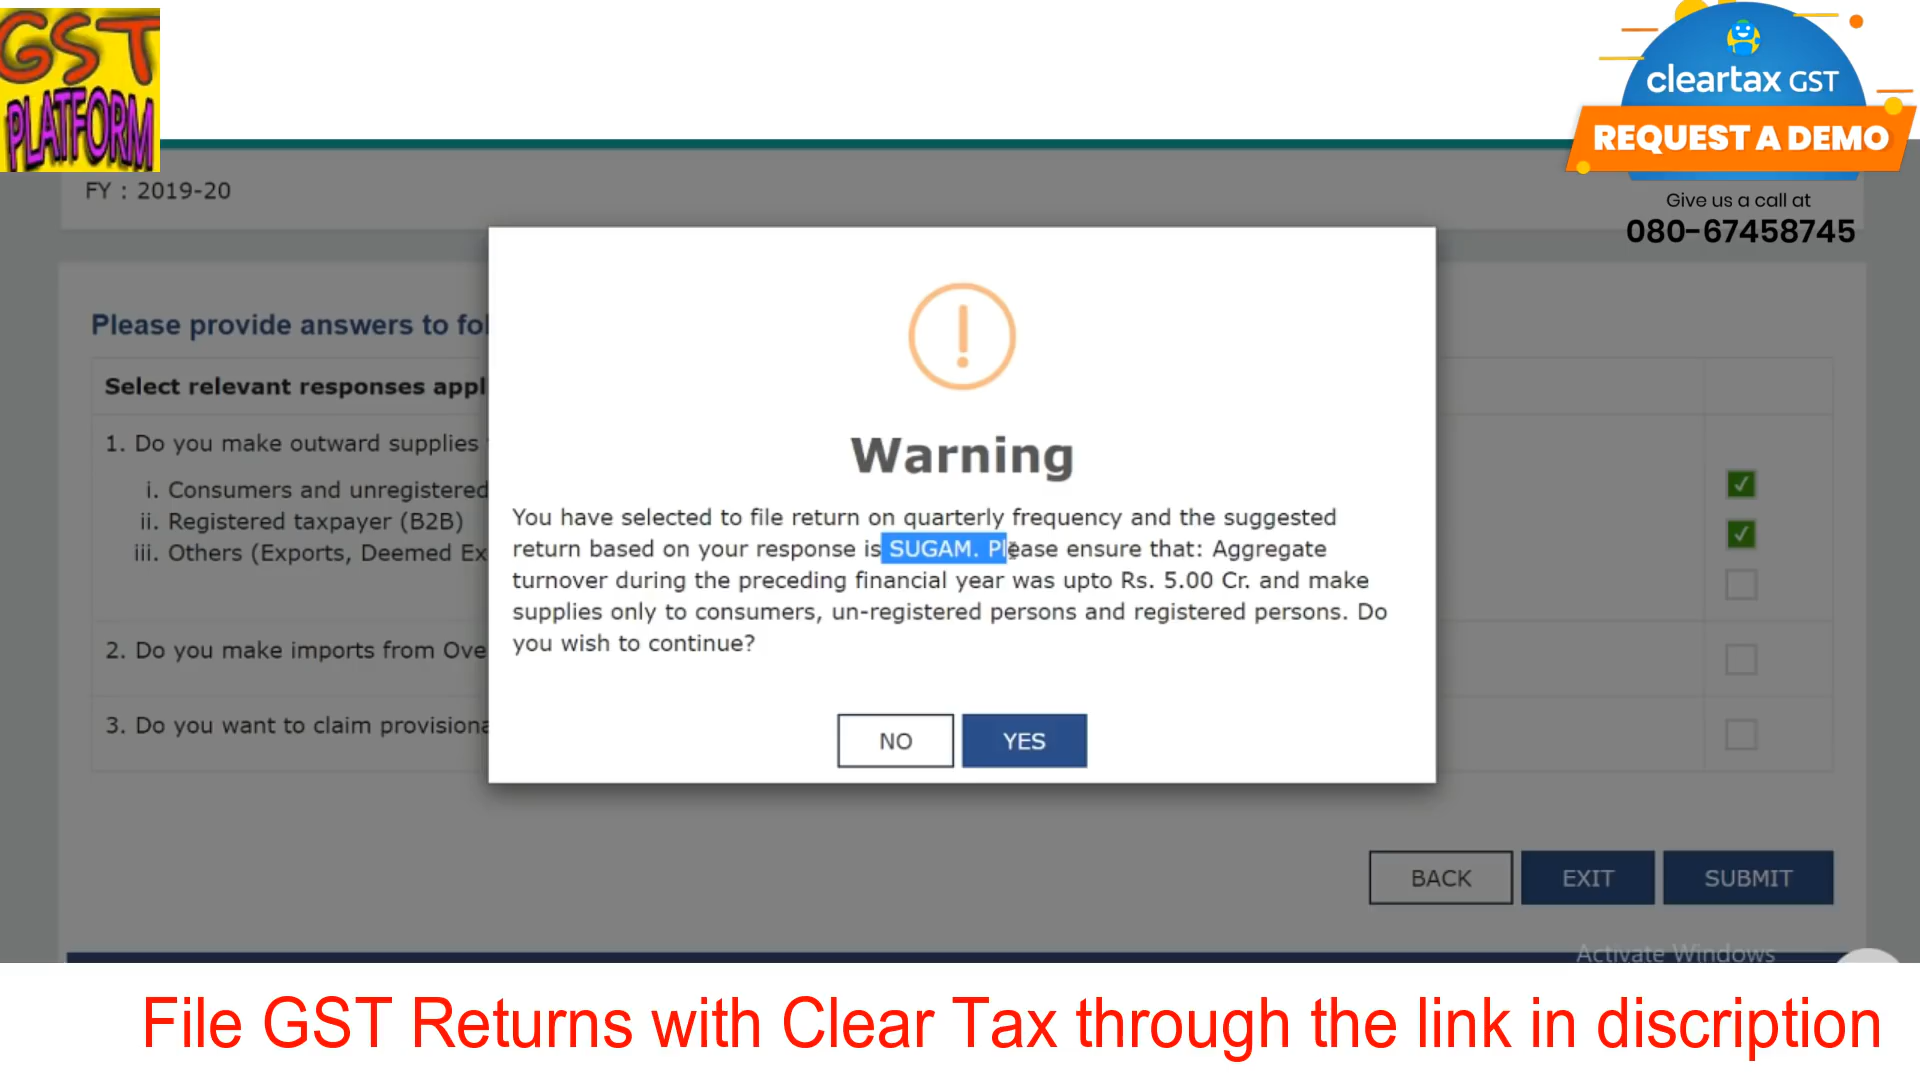 GST
PLATFORM
cleartax GST
REQUEST A DEMO
Give us a call at
080-67458745
FY : 2019-20
Please provide answers to fol
Select relevant responses appl
1. Do you make outward supplies
i. Consumers and unregistered
ii. Registered taxpayer (B2B)
iii. Others (Exports, Deemed Ex
2. Do you make imports from Ove
3. Do you want to claim provisiona
Warning
You have selected to file return on quarterly frequency and the suggested
return based on your response is SUGAM. Please ensure that: Aggregate
turnover during the preceding financial year was upto Rs. 5.00 Cr. and make
supplies only to consumers, un-registered persons and registered persons. Do
you wish to continue?
NO YES
BACK EXIT SUBMIT
Activate Windows
File GST Returns with Clear Tax through the link in discription